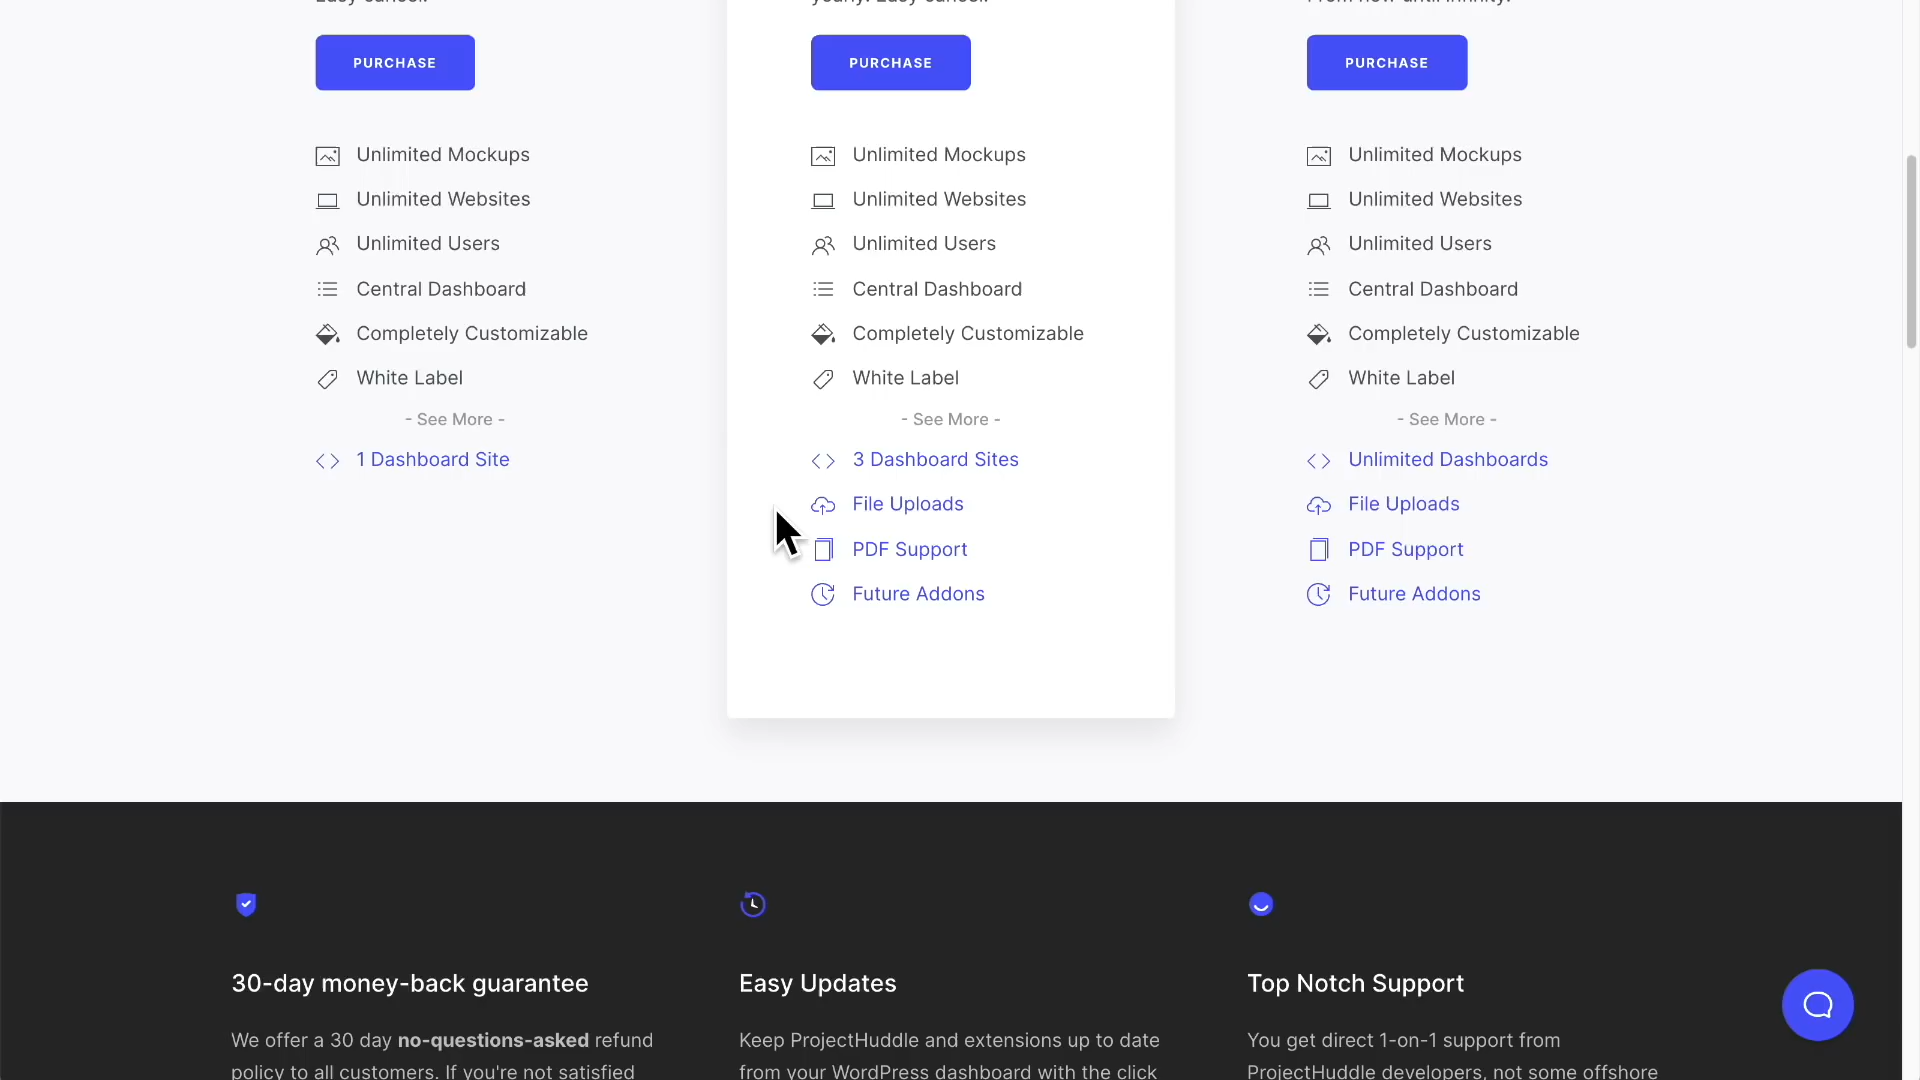 PURCHASE
Unlimited Mockups
Unlimited Websites
Unlimited Users
Central Dashboard
Completely Customizable
White Label
- See More -
1 Dashboard Site
PURCHASE
Unlimited Mockups
Unlimited Websites
Unlimited Users
Central Dashboard
Completely Customizable
White Label
- See More -
3 Dashboard Sites
File Uploads
PDF Support
Future Addons
PURCHASE
Unlimited Mockups
Unlimited Websites
Unlimited Users
Central Dashboard
Completely Customizable
White Label
- See More -
Unlimited Dashboards
File Uploads
PDF Support
Future Addons
30-day money-back guarantee
We offer a 30 day no-questions-asked refund
policy to all customers. If you're not satisfied
Easy Updates
Keep ProjectHuddle and extensions up to date
from your WordPress dashboard with the click
Top Notch Support
You get direct 1-on-1 support from
ProjectHuddle developers, not some offshore